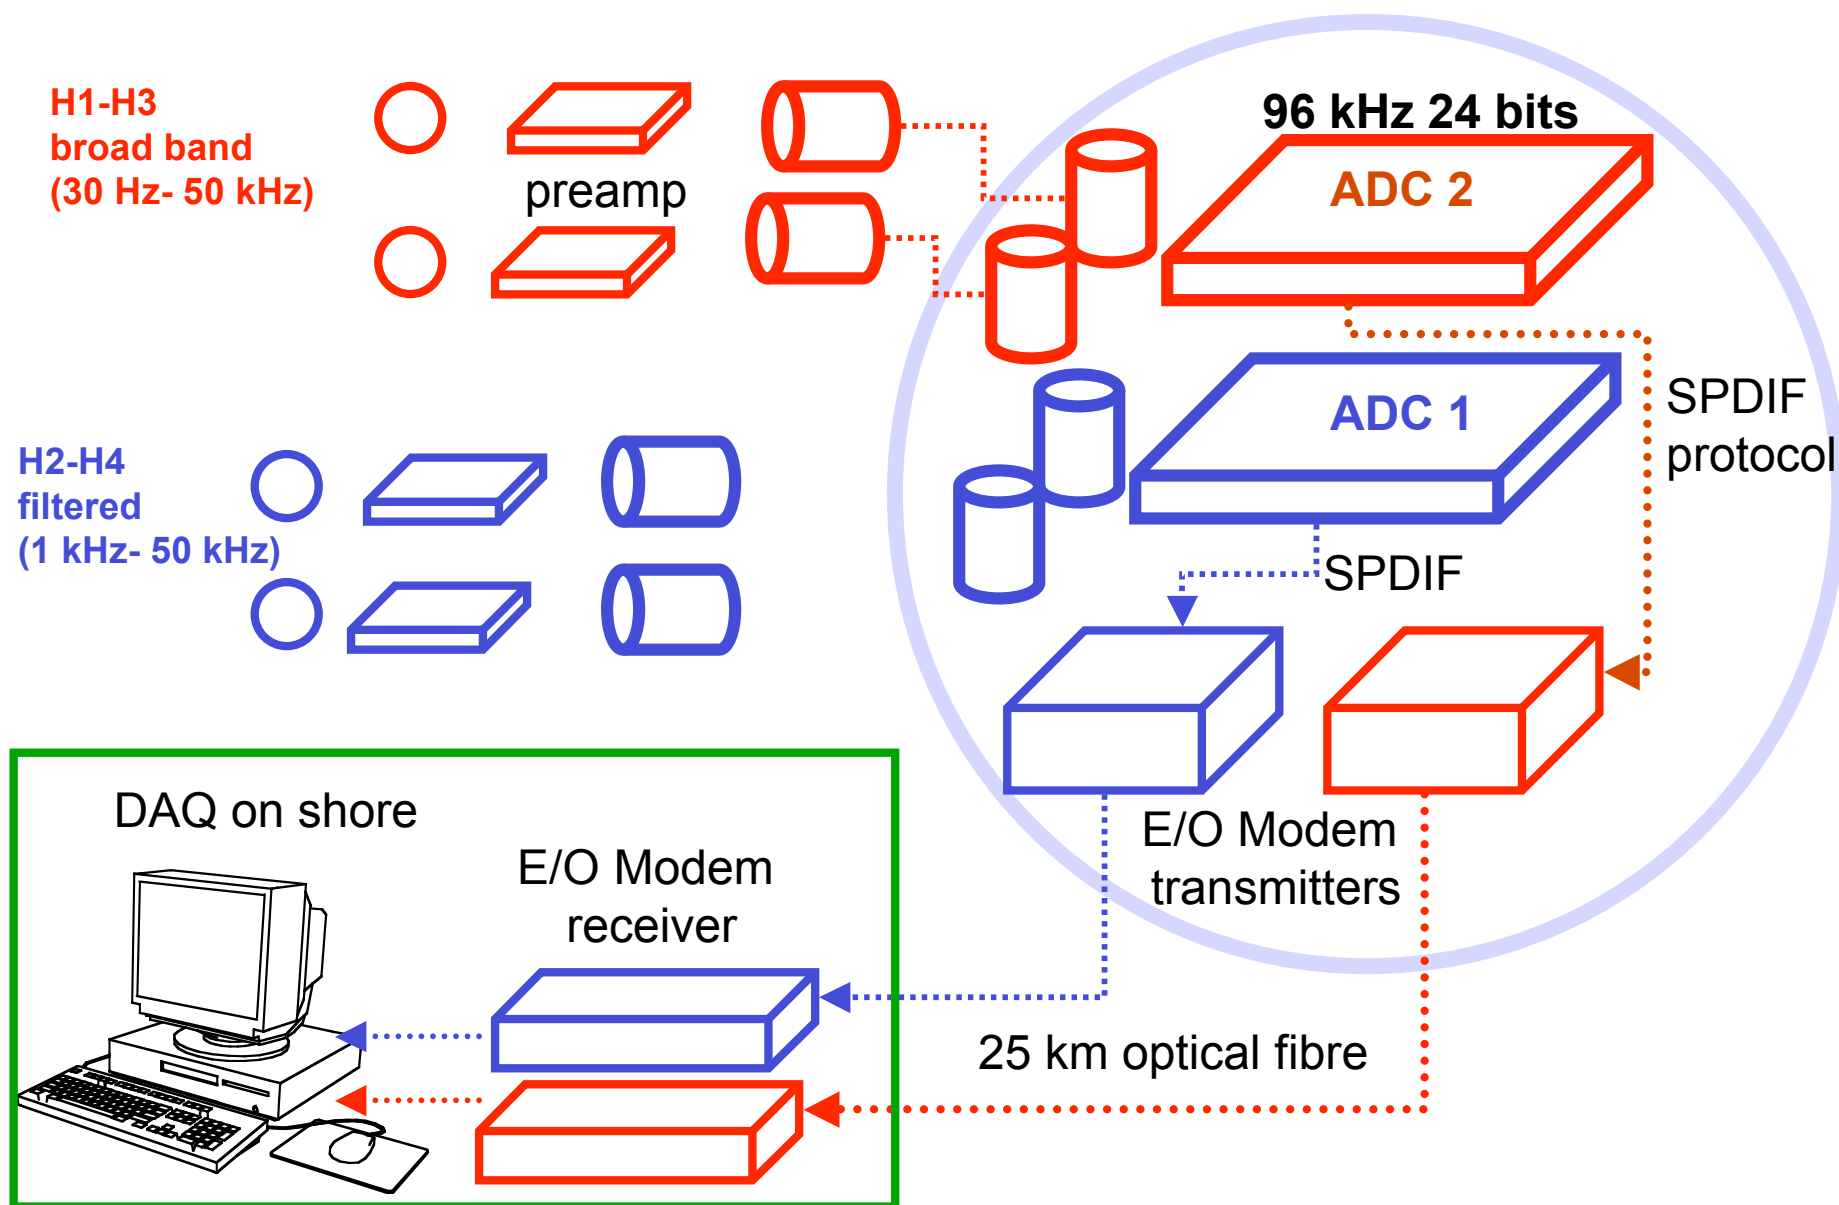 H1-H3
broad band
(30 Hz- 50 kHz)
preamp
96 kHz 24 bits
ADC 2
ADC 1
SPDIF
protocol
H2-H4
filtered
(1 kHz- 50 kHz)
SPDIF
E/O Modem
transmitters
DAQ on shore
E/O Modem
receiver
25 km optical fibre